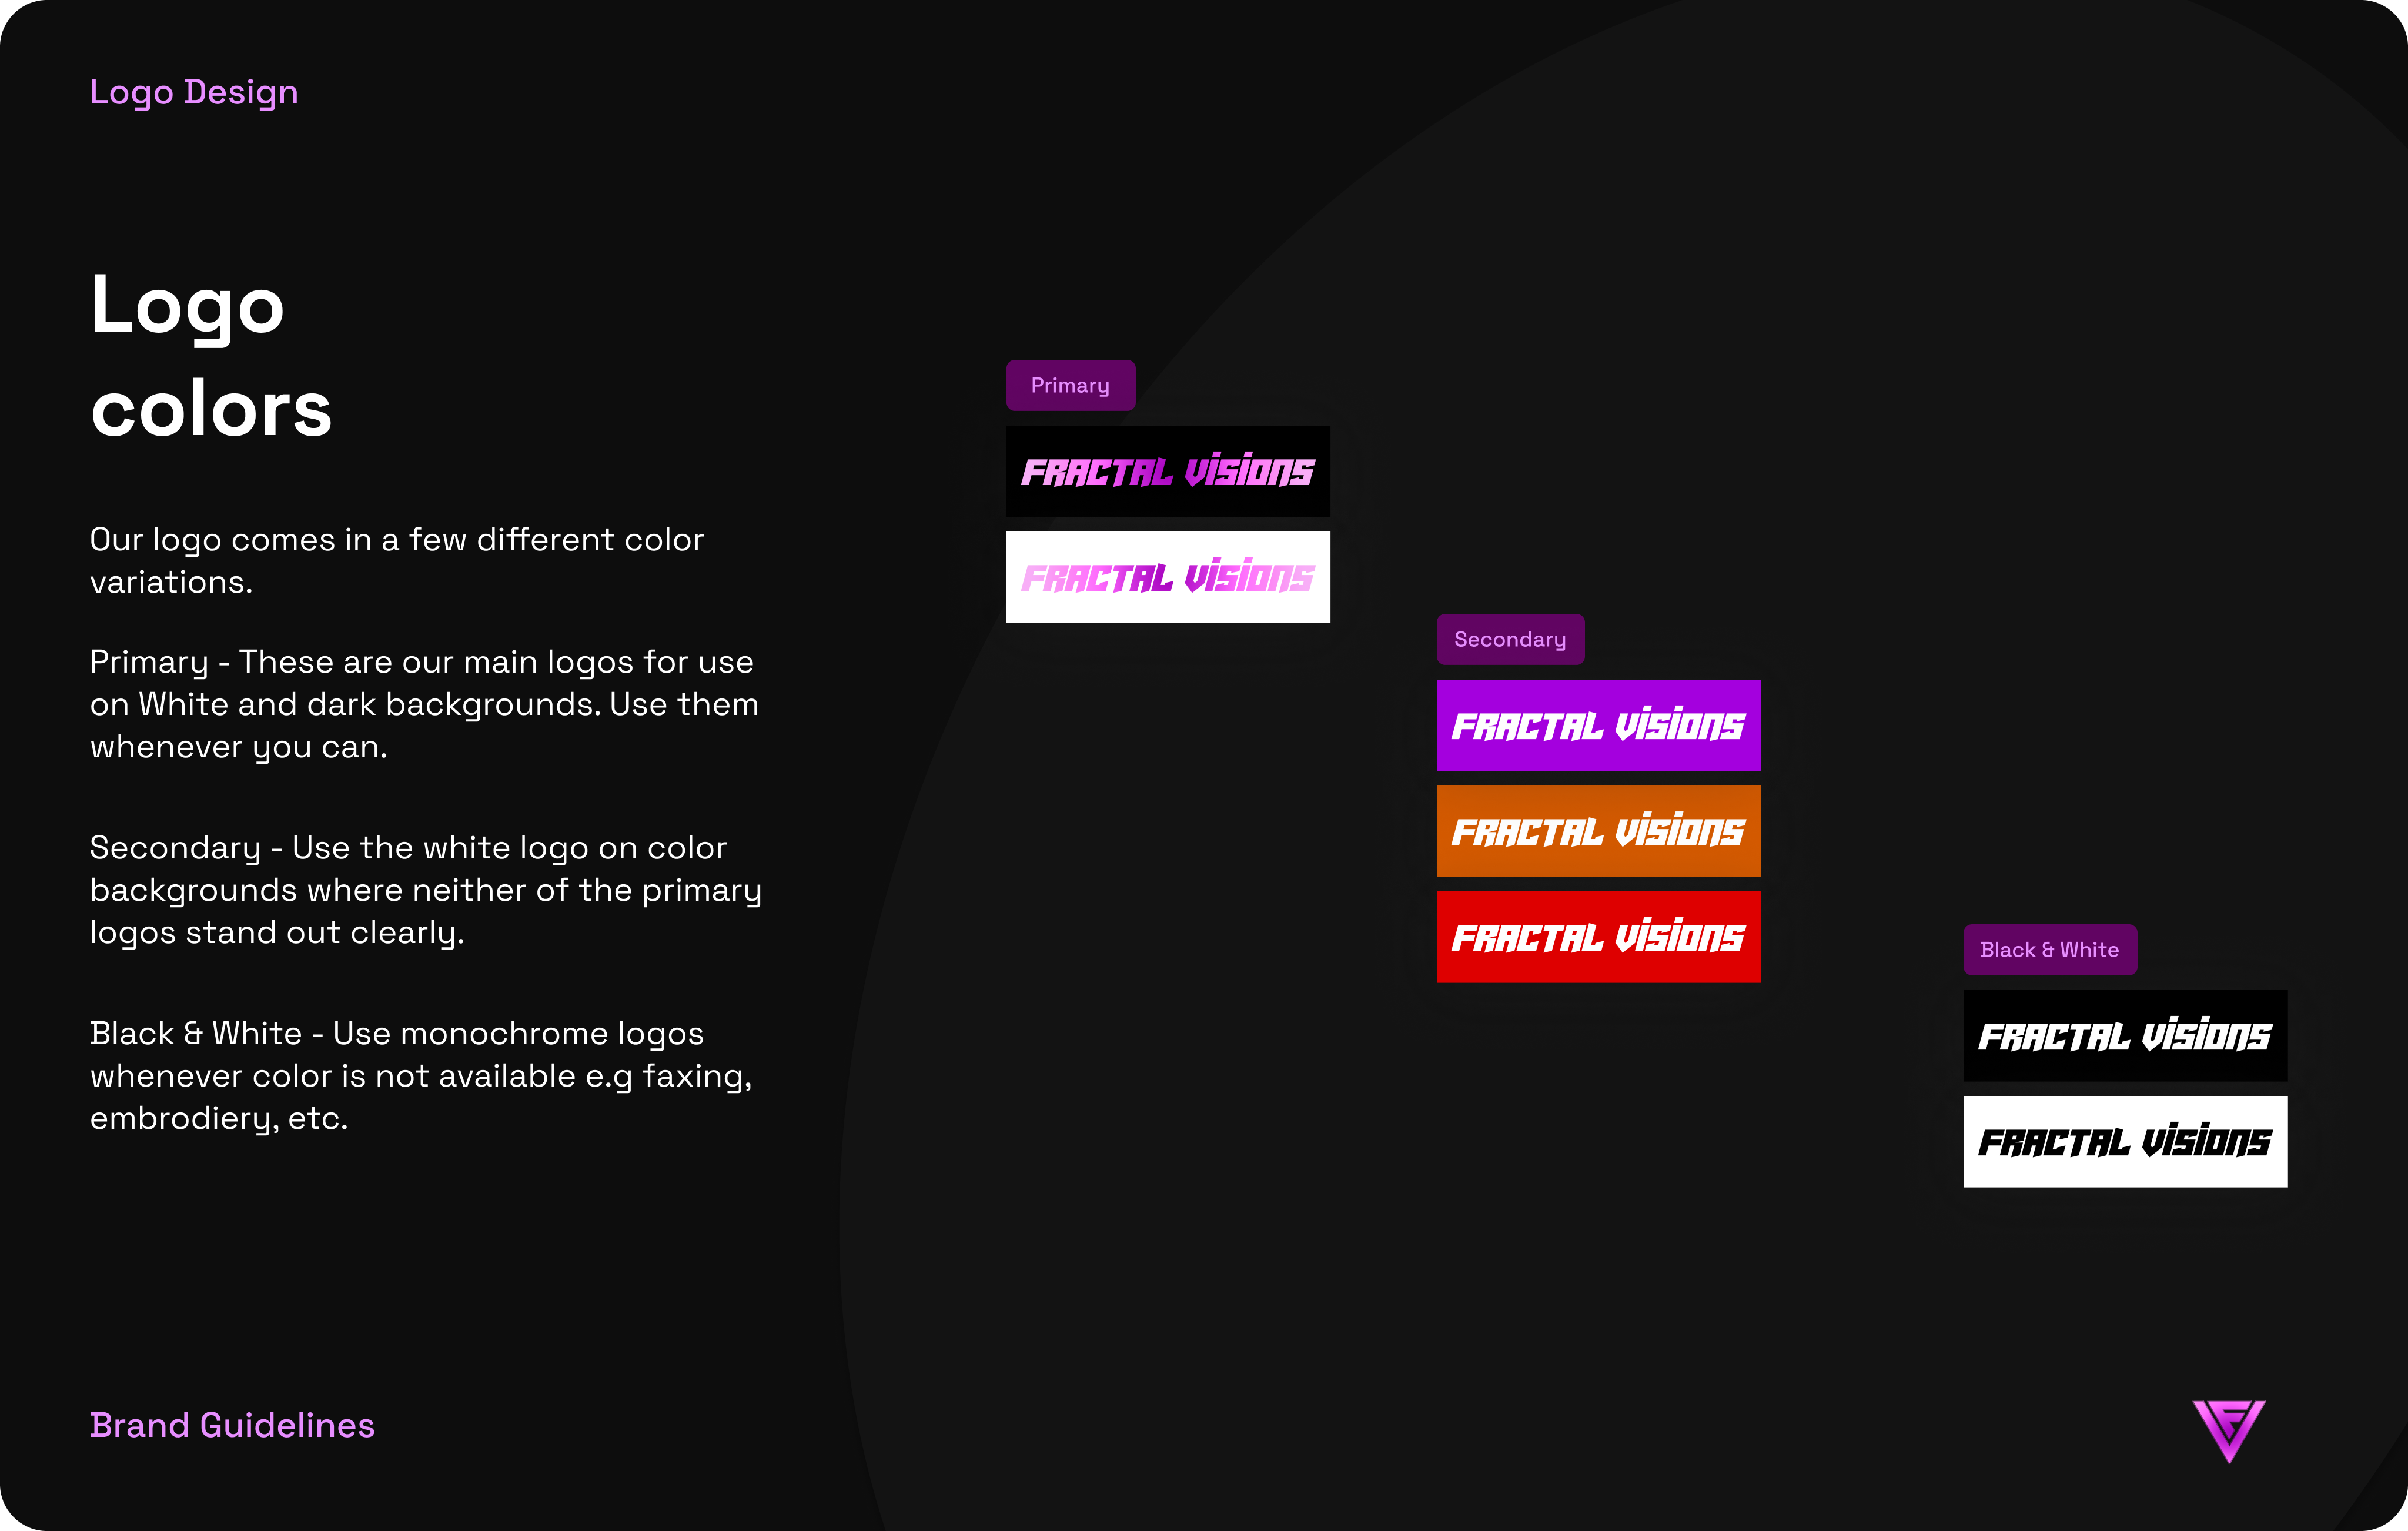 Logo Design
Logo
colors
Our logo comes in a few different color
variations.
Primary - These are our main logos for use
on White and dark backgrounds. Use them
whenever you can.
Secondary - Use the white logo on color
backgrounds where neither of the primary
logos stand out clearly.
Black & White - Use monochrome logos
whenever color is not available e.g faxing,
embrodiery, etc.
Primary
FRACTAL VISIONS
FRACTAL VISIONS
Secondary
FRACTAL VISIONS
FRACTAL VISIONS
FRACTAL VISIONS
Black & White
FRACTAL VISIONS
FRACTAL VISIONS
Brand Guidelines